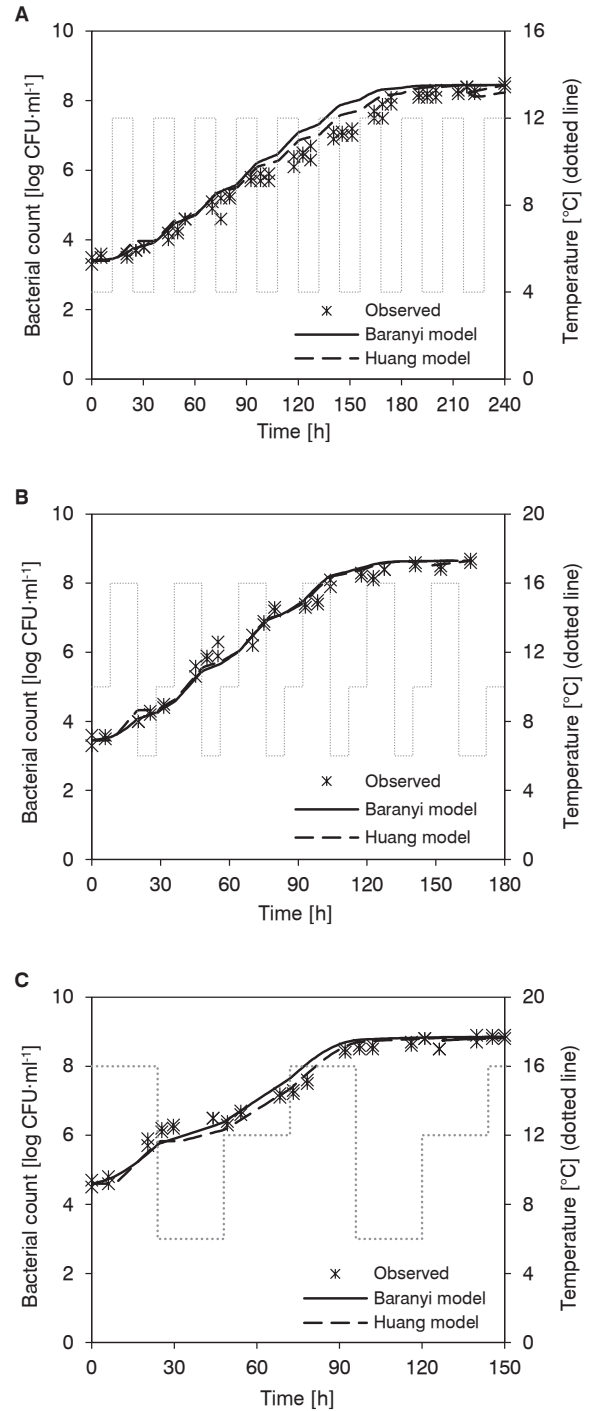 A
10
8
6
4
2
0
Bacterial count [log CFU·ml-1]
16
12
8
4
0
Temperature [°C] (dotted line)
Observed
Baranyi model
Huang model
0 30 60 90 120 150 180 210 240
Time [h]
B
10
8
6
4
2
0
Bacterial count [log CFU·ml-1]
20
16
12
8
4
0
Temperature [°C] (dotted line)
Observed
Baranyi model
Huang model
0 30 60 90 120 150 180
Time [h]
C
10
8
6
4
2
0
Bacterial count [log CFU·ml-1]
20
16
12
8
4
0
Temperature [°C] (dotted line)
Observed
Baranyi model
Huang model
0 30 60 90 120 150
Time [h]